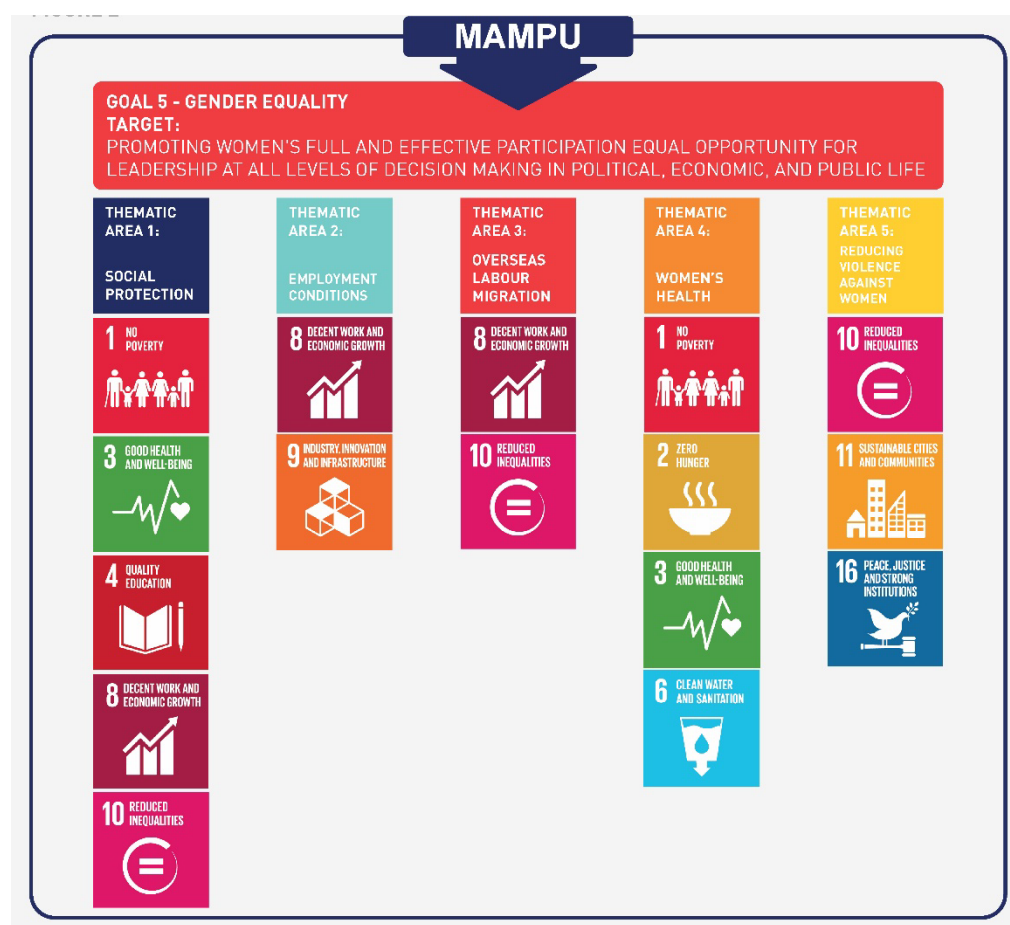 MAMPU
GOAL 5 - GENDER EQUALITY
TARGET:
PROMOTING WOMEN'S FULL AND EFFECTIVE PARTICIPATION EQUAL OPPORTUNITY FOR
LEADERSHIP AT ALL LEVELS OF DECISION MAKING IN POLITICAL, ECONOMIC, AND PUBLIC LIFE
THEMATIC
AREA 1:
SOCIAL
PROTECTION
1 NO
POVERTY
3 GOOD HEALTH
AND WELL-BEING
4 QUALITY
EDUCATION
8 DECENT WORK AND
ECONOMIC GROWTH
10 REDUCED
INEQUALITIES
THEMATIC
AREA 2:
EMPLOYMENT
CONDITIONS
8 DECENT WORK AND
ECONOMIC GROWTH
9 INDUSTRY, INNOVATION
AND INFRASTRUCTURE
THEMATIC
AREA 3:
OVERSEAS
LABOUR
MIGRATION
8 DECENT WORK AND
ECONOMIC GROWTH
10 REDUCED
INEQUALITIES
THEMATIC
AREA 4:
WOMEN'S
HEALTH
1 NO
POVERTY
2 ZERO
HUNGER
3 GOOD HEALTH
AND WELL-BEING
6 CLEAN WATER
AND SANITATION
THEMATIC
AREA 5:
REDUCING
VIOLENCE
AGAINST
WOMEN
10 REDUCED
INEQUALITIES
11 SUSTAINABLE CITIES
AND COMMUNITIES
16 PEACE, JUSTICE
AND STRONG
INSTITUTIONS